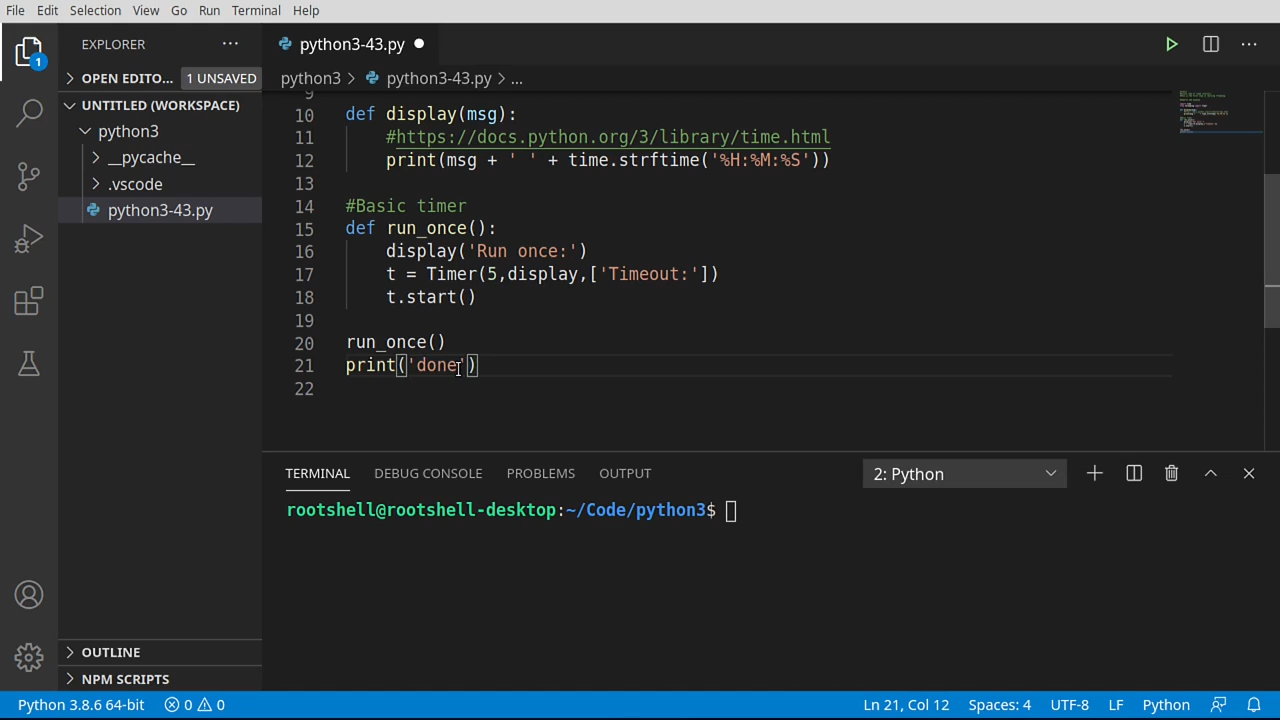 File Edit Selection View Go Run Terminal Help
EXPLORER
python3-43.py
OPEN EDITO... 1 UNSAVED
python3 > python3-43.py > ...
UNTITLED (WORKSPACE)
python3
__pycache__
.vscode
python3-43.py
9
10 def display(msg):
11 #https://docs.python.org/3/library/time.html
12 print(msg + ' ' + time.strftime('%H:%M:%S'))
13
14 #Basic timer
15 def run_once():
16 display('Run once:')
17 t = Timer(5,display,['Timeout:'])
18 t.start()
19
20 run_once()
21 print('done')
22
TERMINAL DEBUG CONSOLE PROBLEMS OUTPUT 2: Python
rootshell@rootshell-desktop:~/Code/python3$
OUTLINE
NPM SCRIPTS
1
Python 3.8.6 64-bit 0 0 Ln 21, Col 12 Spaces: 4 UTF-8 LF Python